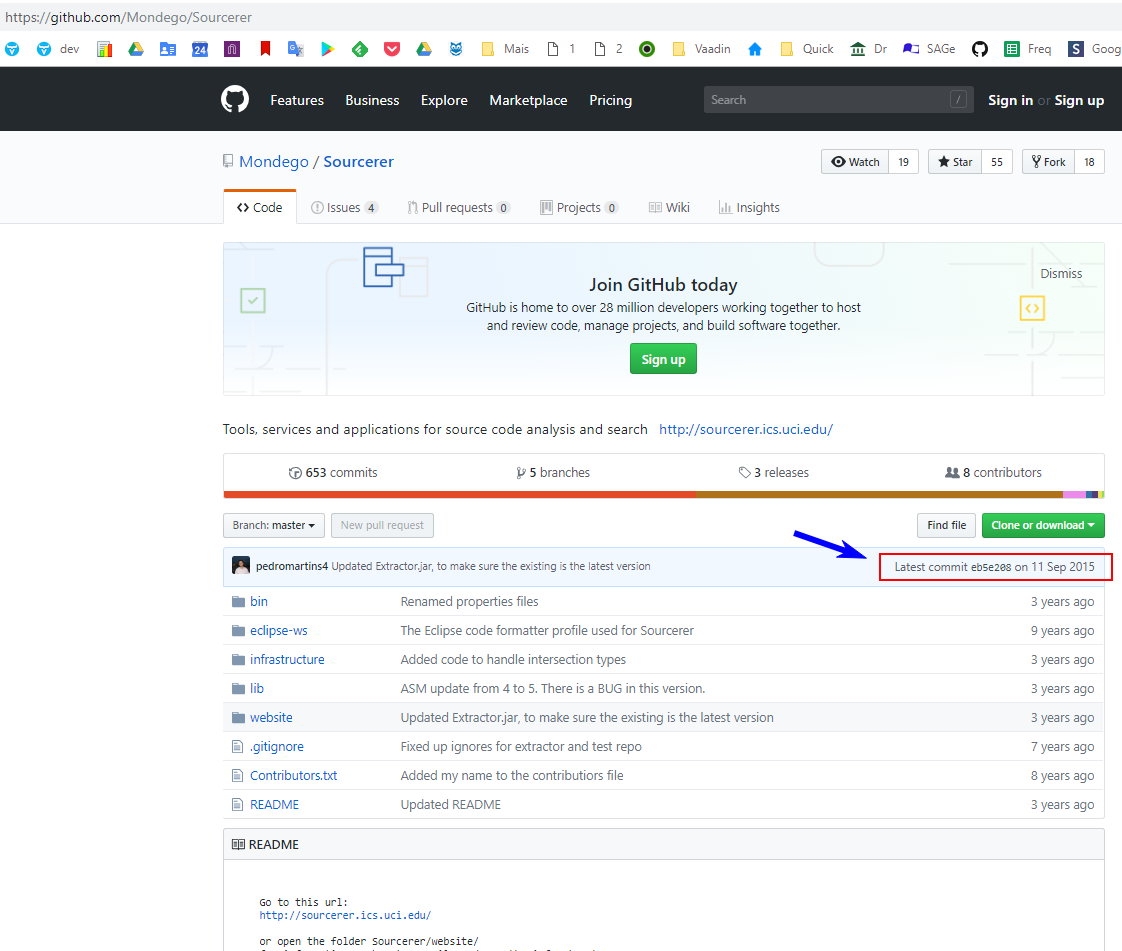 https://github.com/Mondego/Sourcerer
dev 24 Mais 1 2 Vaadin Quick Dr SAGe Freq S Goog
Features Business Explore Marketplace Pricing Search / Sign in or Sign up
Mondego / Sourcerer Watch 19 Star 55 Fork 18
Code Issues 4 Pull requests 0 Projects 0 Wiki Insights
Join GitHub today
Dismiss
GitHub is home to over 28 million developers working together to host
and review code, manage projects, and build software together.
Sign up
Tools, services and applications for source code analysis and search http://sourcerer.ics.uci.edu/
653 commits 5 branches 3 releases 8 contributors
Branch: master New pull request Find file Clone or download
pedromartins4 Updated Extractor.jar, to make sure the existing is the latest version Latest commit eb5e208 on 11 Sep 2015
bin Renamed properties files 3 years ago
eclipse-ws The Eclipse code formatter profile used for Sourcerer 9 years ago
infrastructure Added code to handle intersection types 3 years ago
lib ASM update from 4 to 5. There is a BUG in this version. 3 years ago
website Updated Extractor.jar, to make sure the existing is the latest version 3 years ago
.gitignore Fixed up ignores for extractor and test repo 7 years ago
Contributors.txt Added my name to the contributiors file 8 years ago
README Updated README 3 years ago
README
Go to this url:
http://sourcerer.ics.uci.edu/
or open the folder Sourcerer/website/